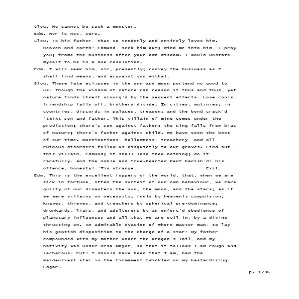 Glou. He cannot be such a monster.
Edm. Nor is not, sure.
Glou. To his father, that so tenderly and entirely loves him.
Heaven and earth! Edmund, seek him out; wind me into him, I pray
you; frame the business after your own wisdom. I would unstate
myself to be in a due resolution.
Edm. I will seek him, sir, presently; convey the business as I
shall find means, and acquaint you withal.
Glou. These late eclipses in the sun and moon portend no good to
us. Though the wisdom of nature can reason it thus and thus, yet
nature finds itself scourg'd by the sequent effects. Love cools,
friendship falls off, brothers divide. In cities, mutinies; in
countries, discord; in palaces, treason; and the bond crack'd
'twixt son and father. This villain of mine comes under the
prediction; there's son against father: the King falls from bias
of nature; there's father against child. We have seen the best
of our time. Machinations, hollowness, treachery, and all
ruinous disorders follow us disquietly to our graves. Find out
this villain, Edmund; it shall lose thee nothing; do it
carefully. And the noble and true-hearted Kent banish'd! his
offence, honesty! 'Tis strange. Exit.
Edm. This is the excellent foppery of the world, that, when we are
sick in fortune, often the surfeit of our own behaviour, we make
guilty of our disasters the sun, the moon, and the stars; as if
we were villains on necessity; fools by heavenly compulsion;
knaves, thieves, and treachers by spherical pre-dominance;
drunkards, liars, and adulterers by an enforc'd obedience of
planetary influence; and all that we are evil in, by a divine
thrusting on. An admirable evasion of whore-master man, to lay
his goatish disposition to the charge of a star! My father
compounded with my mother under the Dragon's Tail, and my
nativity was under Ursa Major, so that it follows I am rough and
lecherous. Fut! I should have been that I am, had the
maidenliest star in the firmament twinkled on my bastardizing.
Edgar-